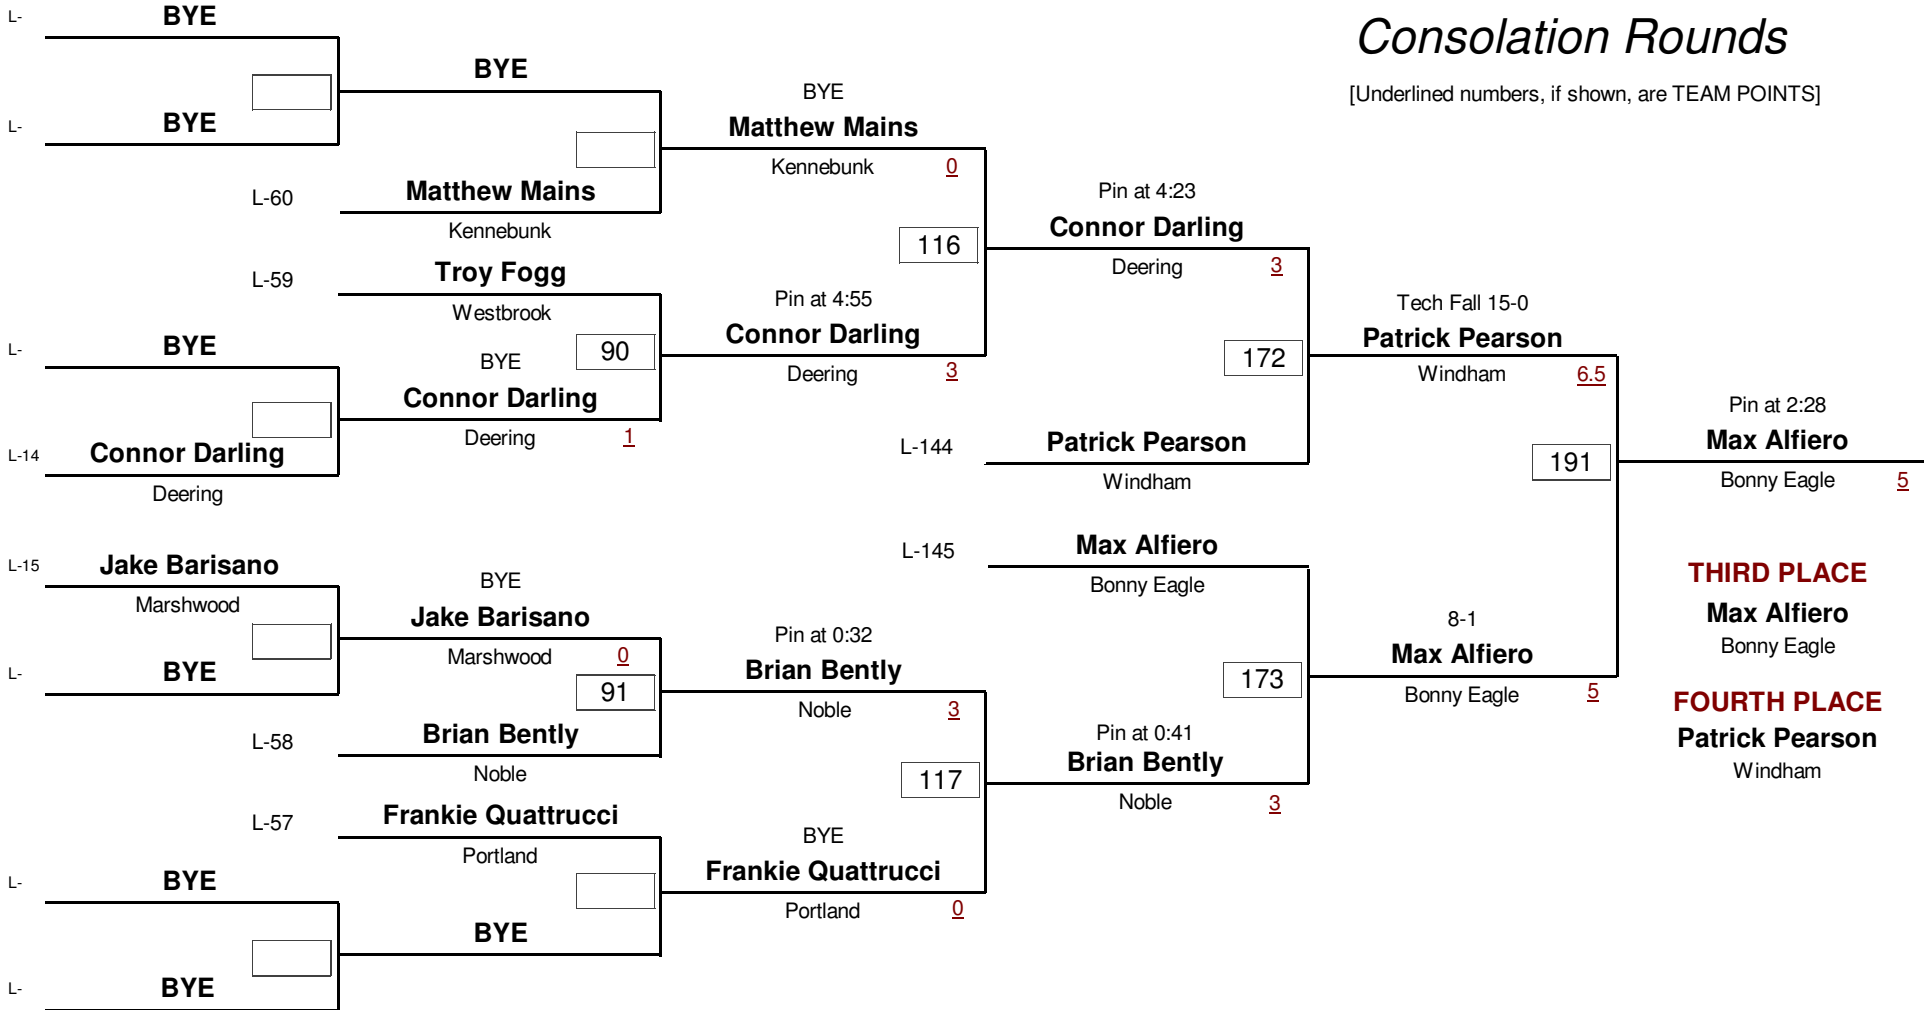 Consolation Rounds
[Underlined numbers, if shown, are TEAM POINTS]
L-
BYE
L-
BYE
BYE
L-60
Matthew Mains
Kennebunk
BYE
Matthew Mains
Kennebunk
0
L-59
Troy Fogg
Westbrook
L-
BYE
L-14
Connor Darling
Deering
BYE
Connor Darling
Deering
1
90
Pin at 4:55
Connor Darling
Deering
3
116
Pin at 4:23
Connor Darling
Deering
3
L-144
Patrick Pearson
Windham
172
Tech Fall 15-0
Patrick Pearson
Windham
6.5
L-15
Jake Barisano
Marshwood
L-
BYE
BYE
Jake Barisano
Marshwood
0
91
L-58
Brian Bently
Noble
Pin at 0:32
Brian Bently
Noble
3
L-57
Frankie Quattrucci
Portland
L-
BYE
L-
BYE
BYE
BYE
Frankie Quattrucci
Portland
0
117
Pin at 0:41
Brian Bently
Noble
3
L-145
Max Alfiero
Bonny Eagle
173
8-1
Max Alfiero
Bonny Eagle
5
191
Pin at 2:28
Max Alfiero
Bonny Eagle
5
THIRD PLACE
Max Alfiero
Bonny Eagle
FOURTH PLACE
Patrick Pearson
Windham